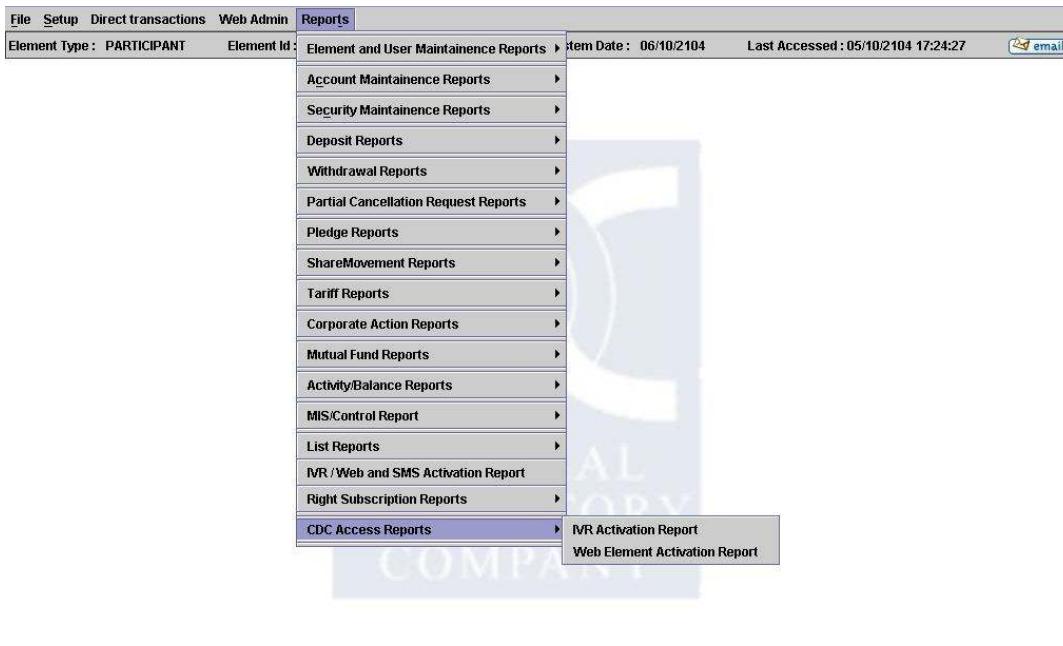 File Setup Direct transactions Web Admin Reports
Element Type : PARTICIPANT Element Id : stem Date : 06/10/2104 Last Accessed : 05/10/2104 17:24:27 email
Element and User Maintainence Reports
Account Maintainence Reports
Security Maintainence Reports
Deposit Reports
Withdrawal Reports
Partial Cancellation Request Reports
Pledge Reports
ShareMovement Reports
Tariff Reports
Corporate Action Reports
Mutual Fund Reports
Activity/Balance Reports
MIS/Control Report
List Reports
IVR / Web and SMS Activation Report
Right Subscription Reports
CDC Access Reports
IVR Activation Report
Web Element Activation Report
AL
ORY
COMPANY